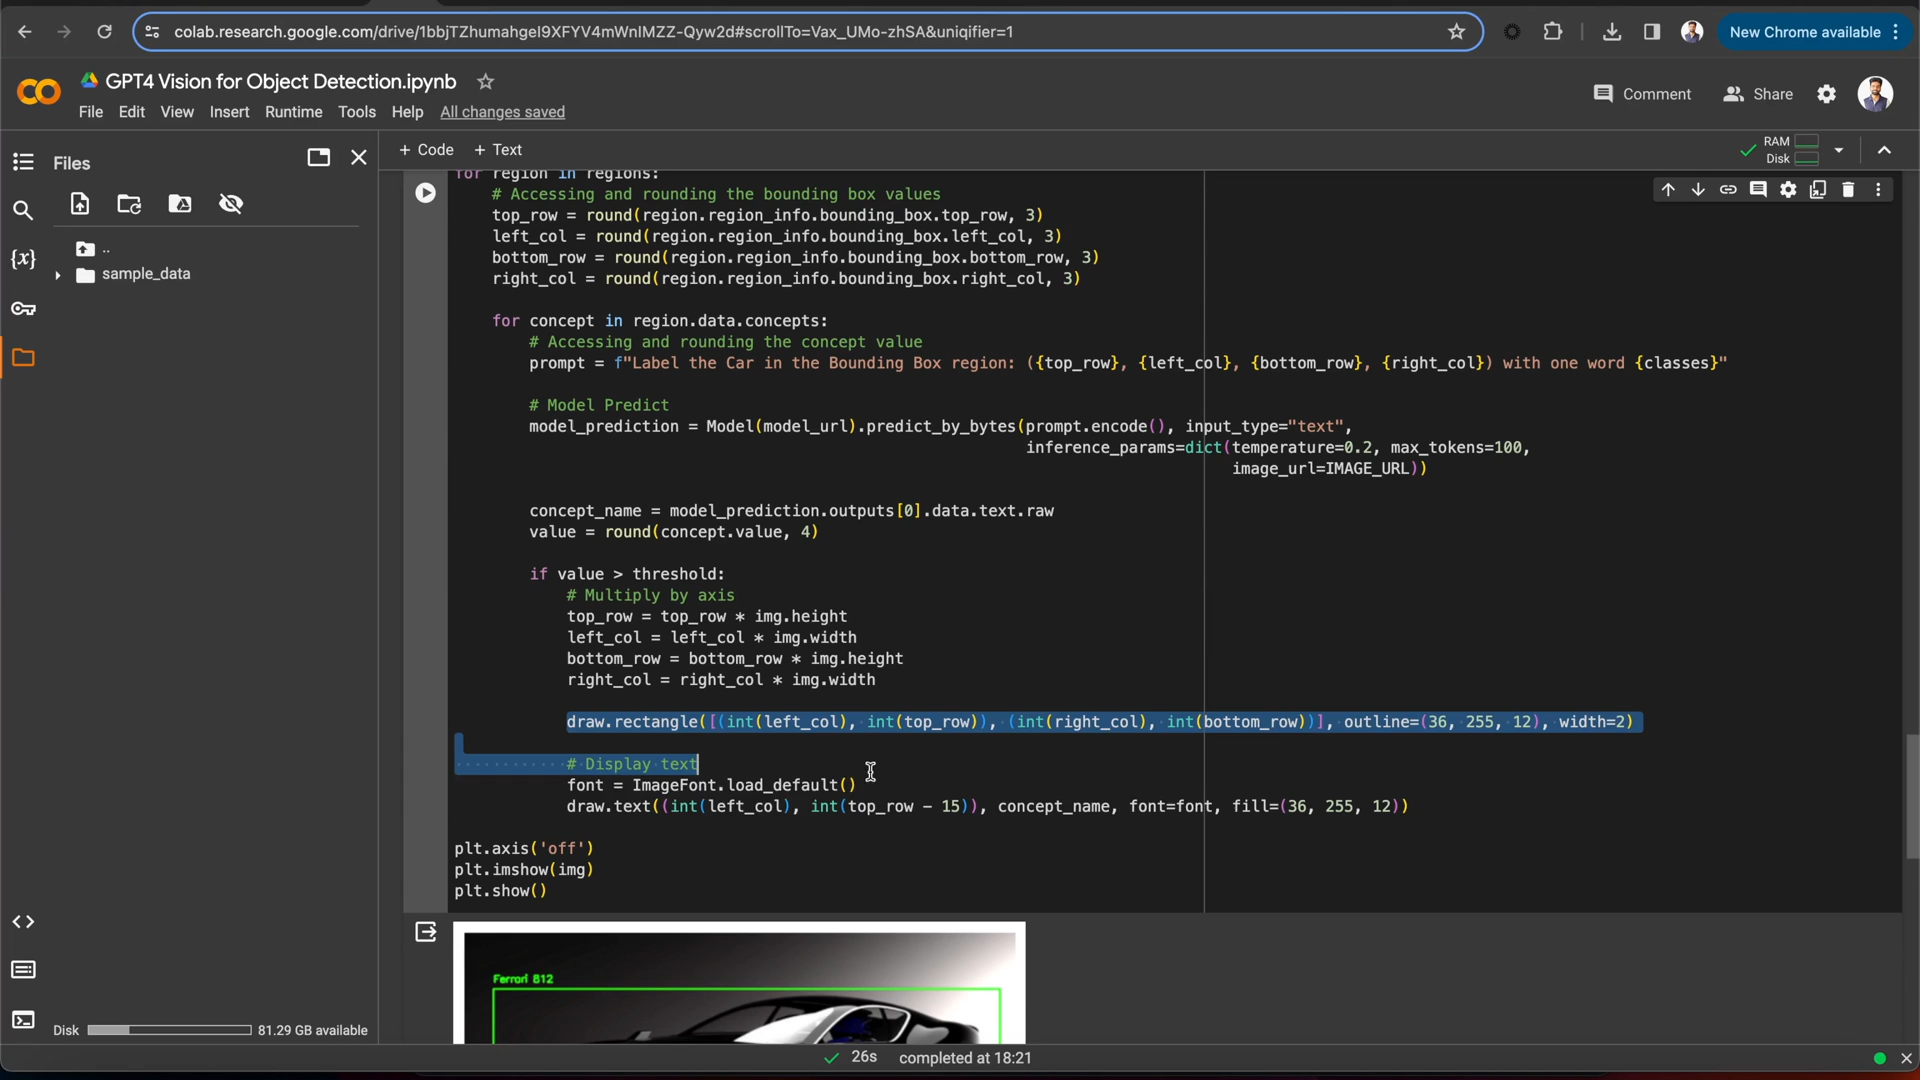 colab.research.google.com/drive/1bbjTZhumahgeI9XFYV4mWnIMZZ-Qyw2d#scrollTo=Vax_UMo-zhSA&uniqifier=1
New Chrome available
GPT4 Vision for Object Detection.ipynb
File Edit View Insert Runtime Tools Help All changes saved
Comment Share
Files
+ Code + Text
RAM
Disk
..
sample_data
{x}
for region in regions:
# Accessing and rounding the bounding box values
top_row = round(region.region_info.bounding_box.top_row, 3)
left_col = round(region.region_info.bounding_box.left_col, 3)
bottom_row = round(region.region_info.bounding_box.bottom_row, 3)
right_col = round(region.region_info.bounding_box.right_col, 3)
for concept in region.data.concepts:
# Accessing and rounding the concept value
prompt = f"Label the Car in the Bounding Box region: ({top_row}, {left_col}, {bottom_row}, {right_col}) with one word {classes}"
# Model Predict
model_prediction = Model(model_url).predict_by_bytes(prompt.encode(), input_type="text",
inference_params=dict(temperature=0.2, max_tokens=100,
image_url=IMAGE_URL))
concept_name = model_prediction.outputs[0].data.text.raw
value = round(concept.value, 4)
if value > threshold:
# Multiply by axis
top_row = top_row * img.height
left_col = left_col * img.width
bottom_row = bottom_row * img.height
right_col = right_col * img.width
draw.rectangle([(int(left_col), int(top_row)), (int(right_col), int(bottom_row))], outline=(36, 255, 12), width=2)
# Display text
font = ImageFont.load_default()
draw.text((int(left_col), int(top_row - 15)), concept_name, font=font, fill=(36, 255, 12))
plt.axis('off')
plt.imshow(img)
plt.show()
Ferrari 812
Disk 81.29 GB available
26s completed at 18:21